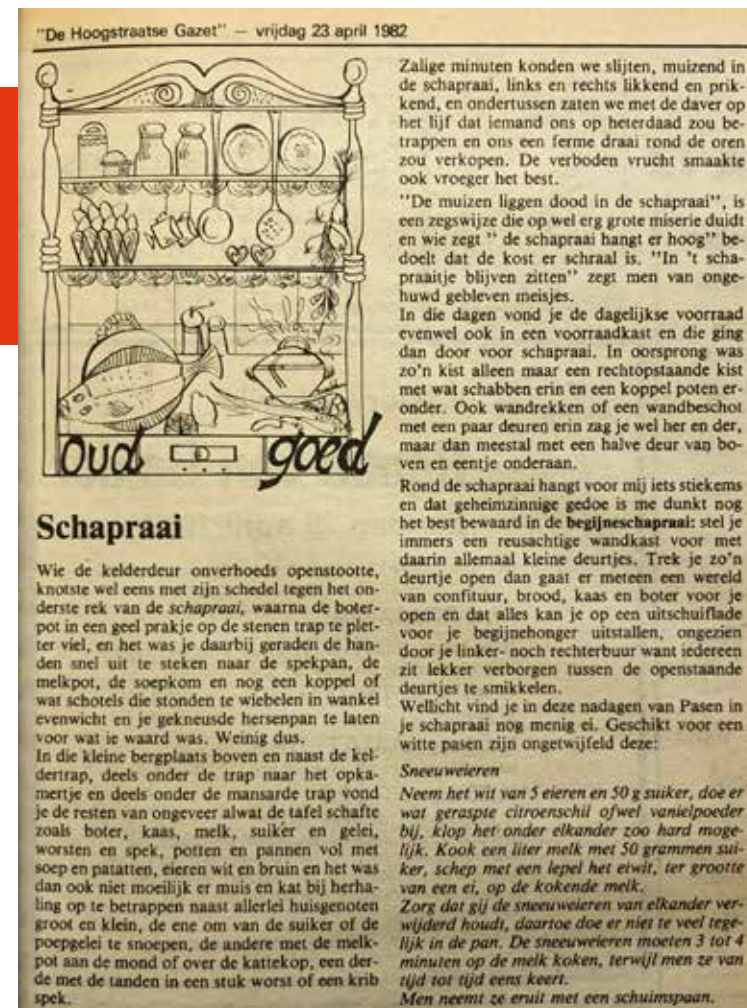 "De Hoogstraatse Gazet" — vrijdag 23 april 1982
oud goed
Schapraai
Wie de kelderdeur onverhoeds openstootte,
knotste wel eens met zijn schedel tegen het on-
derste rek van de schapraai, waarna de boter-
pot in een geel prakje op de stenen trap te plet-
ter viel, en het was je daarbij geraden de han-
den snel uit te steken naar de spekpan, de
melkpot, de soepkom en nog een koppel of
wat schotels die stonden te wiebelen in wankel
evenwicht en je gekneusde hersenpan te laten
voor wat ie waard was. Weinig dus.
In die kleine bergplaats boven en naast de kel-
dertrap, deels onder de trap naar het opka-
mertje en deels onder de mansarde trap vond
je de resten van ongeveer alwat de tafel schafte
zoals boter, kaas, melk, suiker en gelei,
worsten en spek, potten en pannen vol met
soep en patatten, eieren wit en bruin en het was
dan ook niet moeilijk er muis en kat bij herha-
ling op te betrappen naast allerlei huisgenoten
groot en klein, de ene om van de suiker of de
poepgelei te snoepen, de andere met de melk-
pot aan de mond of over de kattekop, een der-
de met de tanden in een stuk worst of een krib
spek.
Zalige minuten konden we slijten, muizend in
de schapraai, links en rechts likkend en prik-
kend, en ondertussen zaten we met de daver op
het lijf dat iemand ons op heterdaad zou be-
trappen en ons een ferme draai rond de oren
zou verkopen. De verboden vrucht smaakte
ook vroeger het best.
"De muizen liggen dood in de schapraai", is
een zegswijze die op wel erg grote miserie duidt
en wie zegt " de schapraai hangt er hoog" be-
doelt dat de kost er schraal is. "In 't scha-
praaitje blijven zitten" zegt men van onge-
huwd gebleven meisjes.
In die dagen vond je de dagelijkse voorraad
evenwel ook in een voorraadkast en die ging
dan door voor schapraai. In oorsprong was
zo'n kist alleen maar een rechtopstaande kist
met wat schabben erin en een koppel poten er-
onder. Ook wandrekken of een wandbeschot
met een paar deuren erin zag je wel her en der,
maar dan meestal met een halve deur van bo-
ven en eentje onderaan.
Rond de schapraai hangt voor mij iets stiekems
en dat geheimzinnige gedoe is me dunkt nog
het best bewaard in de begijneschapraai: stel je
immers een reusachtige wandkast voor met
daarin allemaal kleine deurtjes. Trek je zo'n
deurtje open dan gaat er meteen een wereld
van confituur, brood, kaas en boter voor je
open en dat alles kan je op een uitschuiflade
voor je begijnehonger uitstallen, ongezien
door je linker- noch rechterbuur want iedereen
zit lekker verborgen tussen de openstaande
deurtjes te smikkelen.
Wellicht vind je in deze nadagen van Pasen in
je schapraai nog menig ei. Geschikt voor een
witte pasen zijn ongetwijfeld deze:
Sneeuweieren
Neem het wit van 5 eieren en 50 g suiker, doe er
wat geraspte citroenschil ofwel vanielpoeder
bij, klop het onder elkander zoo hard moge-
lijk. Kook een liter melk met 50 grammen sui-
ker, schep met een lepel het eiwit, ter grootte
van een ei, op de kokende melk.
Zorg dat gij de sneeuweieren van elkander ver-
wijderd houdt, daartoe doe er niet te veel tege-
lijk in de pan. De sneeuweieren moeten 3 tot 4
minuten op de melk koken, terwijl men ze van
tijd tot tijd eens keert.
Men neemt ze eruit met een schuimspaan.